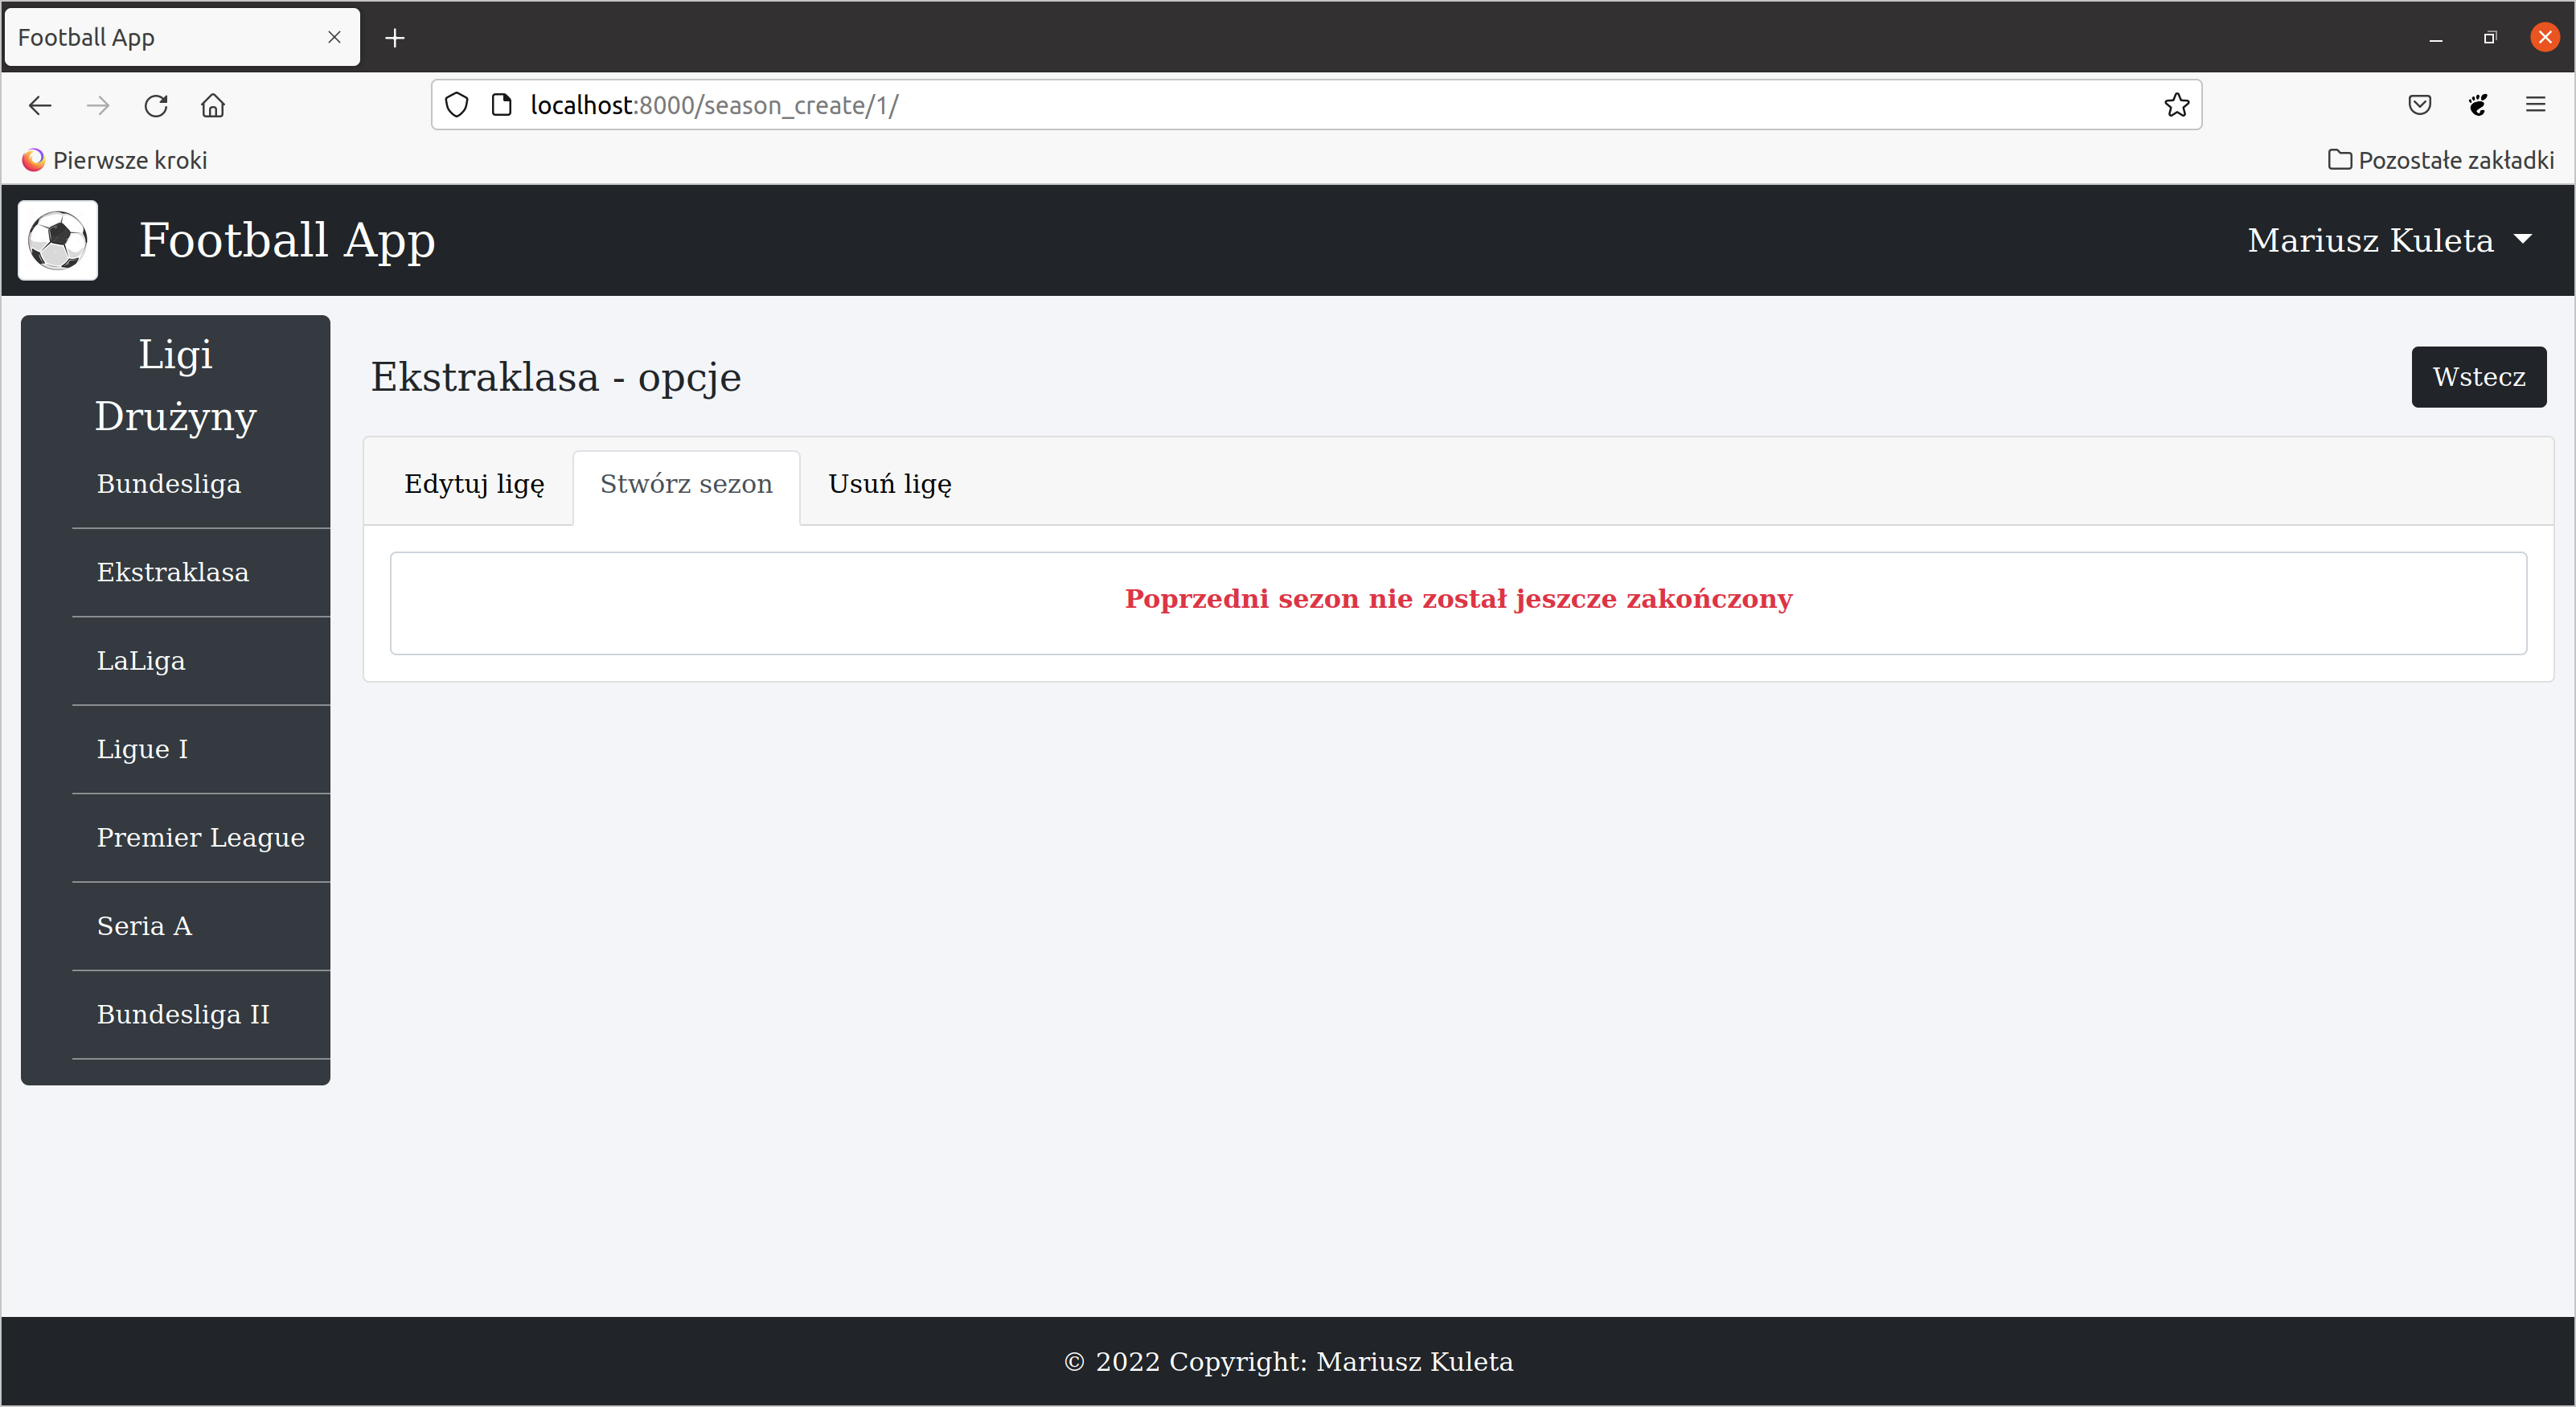 Football App
localhost:8000/season_create/1/
Pierwsze kroki
Pozostałe zakładki
Football App
Mariusz Kuleta
Ligi
Drużyny
Bundesliga
Ekstraklasa
LaLiga
Ligue I
Premier League
Seria A
Bundesliga II
Ekstraklasa - opcje
Wstecz
Edytuj ligę
Stwórz sezon
Usuń ligę
Poprzedni sezon nie został jeszcze zakończony
© 2022 Copyright: Mariusz Kuleta